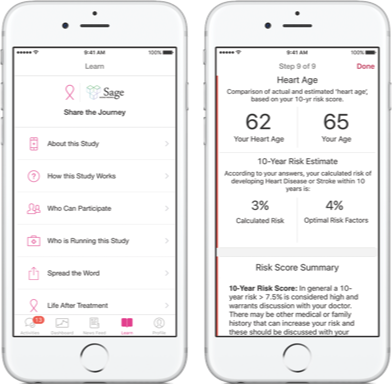 9:41 AM
100%
Learn
Sage
Share the Journey
About this Study
How this Study Works
Who Can Participate
Who is Running this Study
Spread the Word
Life After Treatment
Activities
Dashboard
News Feed
Learn
Profile
9:41 AM
100%
Step 9 of 9
Done
Heart Age
Comparison of actual and estimated 'heart age',
based on your 10-yr risk score.
62
65
Your Heart Age
Your Age
10-Year Risk Estimate
According to your answers, your calculated risk of
developing Heart Disease or Stroke within 10
years is:
3%
4%
Calculated Risk
Optimal Risk Factors
Risk Score Summary
10-Year Risk Score: In general a 10-
year risk > 7.5% is considered high and
warrants discussion with your doctor.
There may be other medical or family
history that can increase your risk and
these should be discussed with your